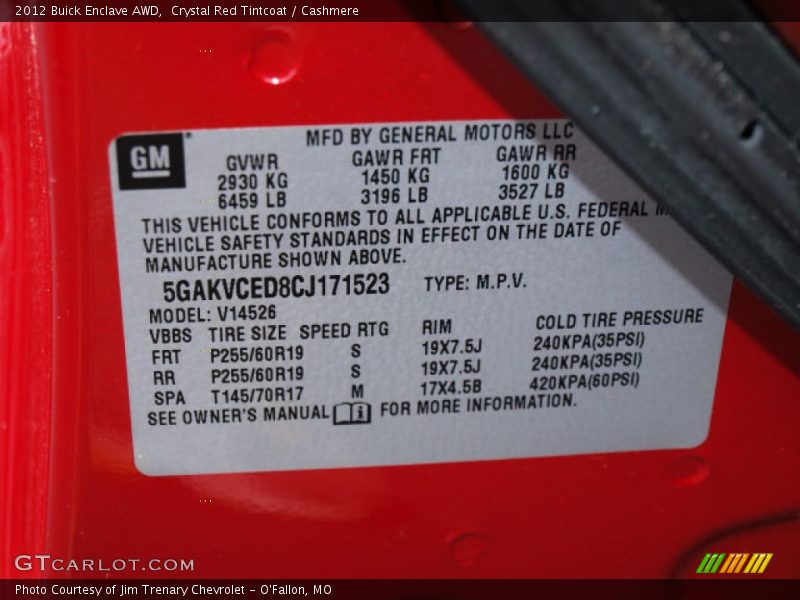 2012 Buick Enclave AWD,  Crystal Red Tintcoat / Cashmere
MFD BY GENERAL MOTORS LLC
GM
GVWR GAWR FRT GAWR RR
2930 KG 1450 KG 1600 KG
6459 LB 3196 LB 3527 LB
THIS VEHICLE CONFORMS TO ALL APPLICABLE U.S. FEDERAL
VEHICLE SAFETY STANDARDS IN EFFECT ON THE DATE OF
MANUFACTURE SHOWN ABOVE.
5GAKVCED8CJ171523 TYPE: M.P.V.
MODEL: V14526
VBBS TIRE SIZE SPEED RTG RIM COLD TIRE PRESSURE
FRT P255/60R19 S 19X7.5J 240KPA(35PSI)
RR P255/60R19 S 19X7.5J 240KPA(35PSI)
SPA T145/70R17 M 17X4.5B 420KPA(60PSI)
SEE OWNER'S MANUAL FOR MORE INFORMATION.
GTCARLOT.COM
Photo Courtesy of Jim Trenary Chevrolet - O'Fallon, MO